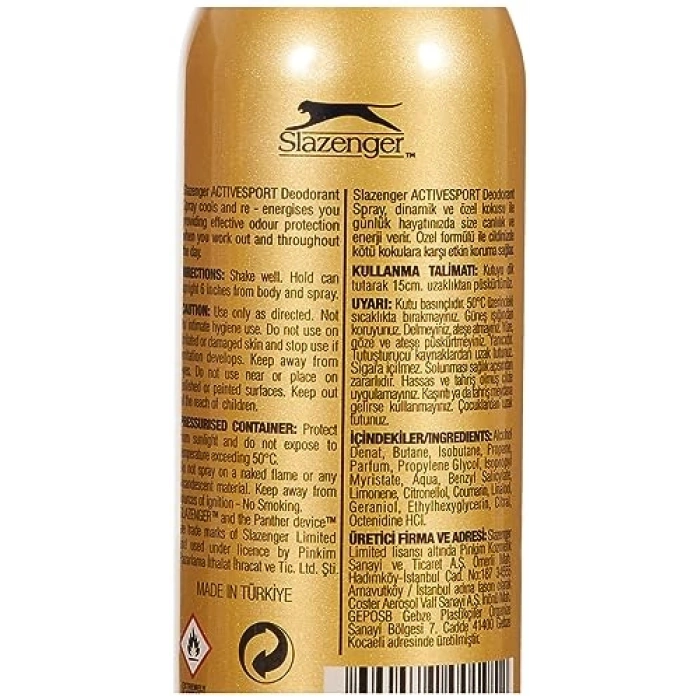 Slazenger™
Slazenger ACTIVESPORT Deodorant
Spray cools and re - energises you
providing effective odour protection
when you work out and throughout
the day.
DIRECTIONS: Shake well. Hold can
upright 6 inches from body and spray.
CAUTION: Use only as directed. Not
for intimate hygiene use. Do not use on
irritated or damaged skin and stop use if
irritation develops. Keep away from
eyes. Do not use near or place on
polished or painted surfaces. Keep out
of the reach of children.
PRESSURISED CONTAINER: Protect
from sunlight and do not expose to
temperature exceeding 50°C.
Do not spray on a naked flame or any
incandescent material. Keep away from
sources of ignition - No Smoking.
SLAZENGER™ and the Panther device™
are trade marks of Slazenger Limited
and used under licence by Pinkim
Pazarlama İthalat İhracat ve Tic. Ltd. Şti.
MADE IN TÜRKİYE
Slazenger ACTIVESPORT Deodorant
Spray, dinamik ve özel kokusu ile
günlük hayatınızda size canlılık ve
enerji verir. Özel formülü ile cildinizde
kötü kokulara karşı etkin koruma sağlar.
KULLANMA TALİMATI: Kutuyu dik
tutarak 15cm. uzaklıktan püskürtünüz.
UYARI: Kutu basınçlıdır. 50°C üzerindeki
sıcaklıkta bırakmayınız. Güneş ışığından
koruyunuz. Delmeyiniz, ateşe atmayınız. Yüze,
göze ve ateşe püskürtmeyiniz. Yanıcıdır.
Tutuşturucu kaynaklardan uzak tutunuz.
Sigara içilmez. Solunması sağlık açısından
zararlıdır. Hassas ve tahriş olmuş cilde
uygulamayınız. Kaşıntı ya da tahriş meydana
gelirse kullanmayınız. Çocuklardan uzak
tutunuz.
İÇİNDEKİLER/INGREDIENTS: Alcohol
Denat, Butane, Isobutane, Propane,
Parfum, Propylene Glycol, Isopropyl
Myristate, Aqua, Benzyl Salicylate,
Limonene, Citronellol, Coumarin, Linalool,
Geraniol, Ethylhexyglycerin, Citral,
Octenidine HCl.
ÜRETİCİ FİRMA VE ADRESİ: Slazenger
Limited lisansı altında Pinkim Kozmetik
Sanayi ve Ticaret A.Ş. Ömerli Mah.
Hadımköy-İstanbul Cad. No:187 34555
Arnavutköy / İstanbul adına fason olarak
Coster Aerosol Valf Sanayi A.Ş. İnönü Mah.
GEPOSB Gebze Plastikçiler Organize
Sanayi Bölgesi 7. Cadde 41400 Gebze
Kocaeli adresinde üretilmiştir.